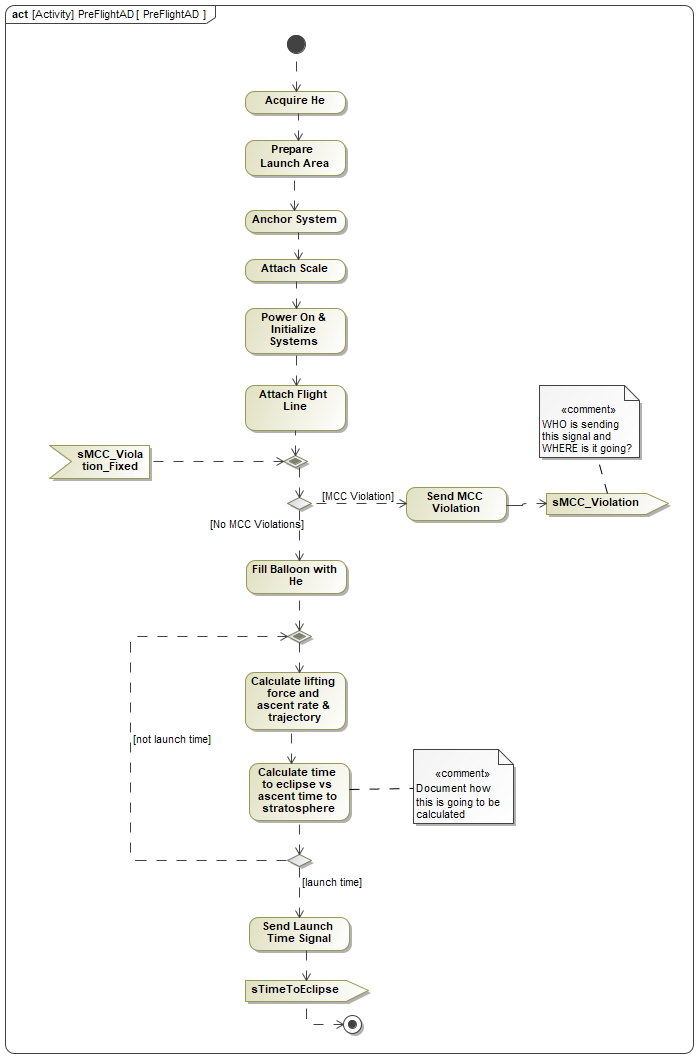 act [Activity] PreFlightAD[ PreFlightAD ]
Acquire He
Prepare
Launch Area
Anchor System
Attach Scale
Power On &
Initialize
Systems
Attach Flight
Line
«comment»
WHO is sending
this signal and
WHERE is it going?
sMCC_Viola
tion_Fixed
[MCC Violation]
Send MCC
Violation
sMCC_Violation
[No MCC Violations]
Fill Balloon with
He
Calculate lifting
force and
ascent rate &
trajectory
[not launch time]
Calculate time
to eclipse vs
ascent time to
stratosphere
«comment»
Document how
this is going to be
calculated
[launch time]
Send Launch
Time Signal
sTimeToEclipse